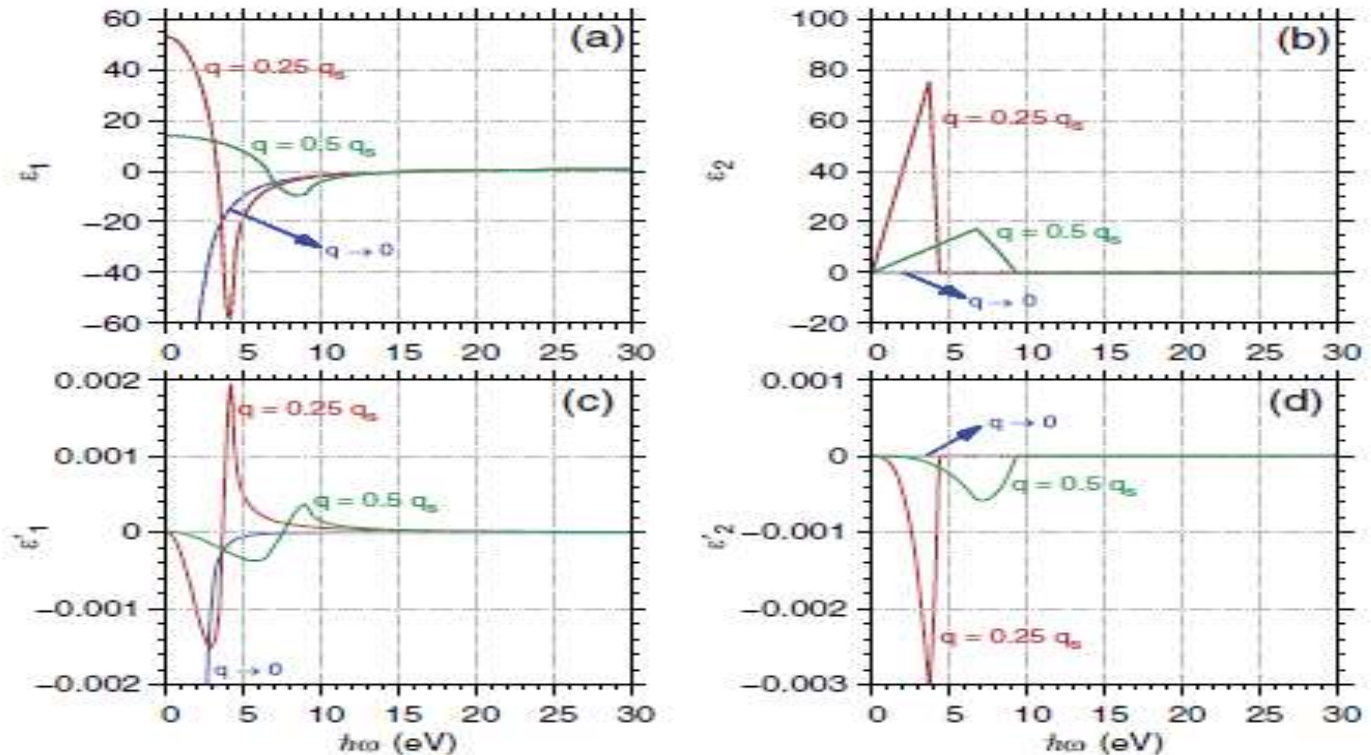 60
40
20
0
−20
−40
−60
ε1
(a)
q = 0.25 qs
q = 0.5 qs
q → 0
0 5 10 15 20 25 30
100
80
60
40
20
0
−20
ε2
(b)
q = 0.25 qs
q = 0.5 qs
q → 0
0 5 10 15 20 25 30
0.002
0.001
0
−0.001
−0.002
ε'1
(c)
q = 0.25 qs
q = 0.5 qs
q → 0
0 5 10 15 20 25 30
ħω (eV)
0.001
0
−0.001
−0.002
−0.003
ε'2
(d)
q → 0
q = 0.5 qs
q = 0.25 qs
0 5 10 15 20 25 30
ħω (eV)